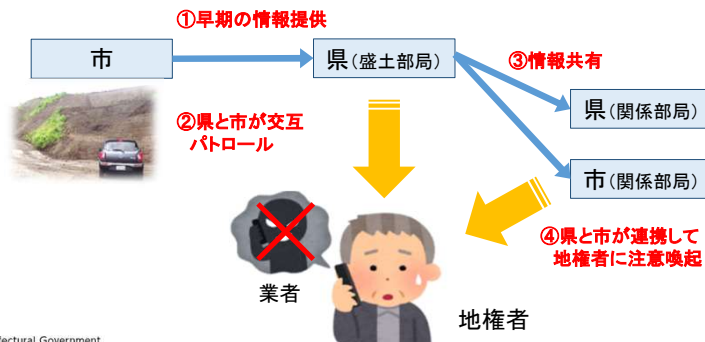 ①早期の情報提供
市
県(盛土部局)
③情報共有
②県と市が交互
パトロール
県(関係部局)
市(関係部局)
④県と市が連携して
地権者に注意喚起
業者
地権者
Government